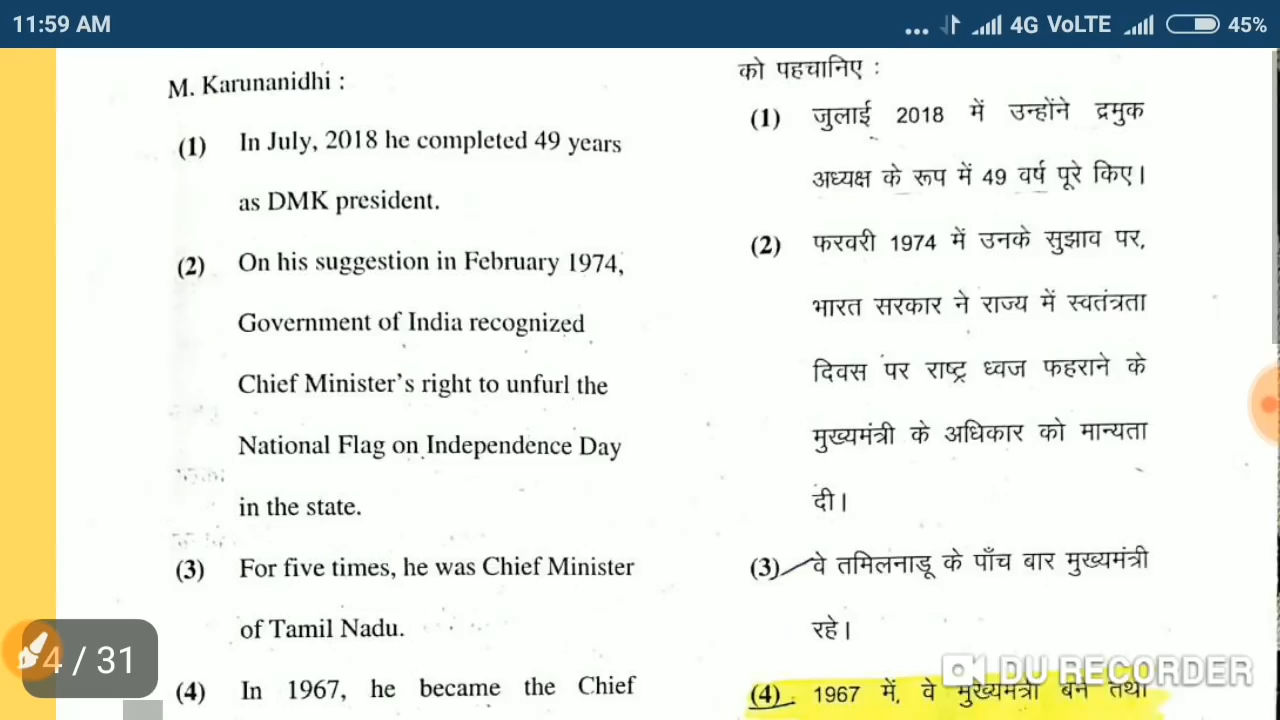 11:59 AM
... 4G VoLTE 45%
M. Karunanidhi :
(1) In July, 2018 he completed 49 years
as DMK president.
(2) On his suggestion in February 1974,
Government of India recognized
Chief Minister's right to unfurl the
National Flag on Independence Day
in the state.
(3) For five times, he was Chief Minister
of Tamil Nadu.
(4) In 1967, he became the Chief
को पहचानिए :
(1) जुलाई 2018 में उन्होंने द्रमुक
अध्यक्ष के रूप में 49 वर्ष पूरे किए।
(2) फरवरी 1974 में उनके सुझाव पर,
भारत सरकार ने राज्य में स्वतंत्रता
दिवस पर राष्ट्र ध्वज फहराने के
मुख्यमंत्री के अधिकार को मान्यता
दी।
(3) वे तमिलनाडू के पाँच बार मुख्यमंत्री
रहे।
(4) 1967 में, वे मुख्यमंत्री बने तथा
4 / 31
DU RECORDER